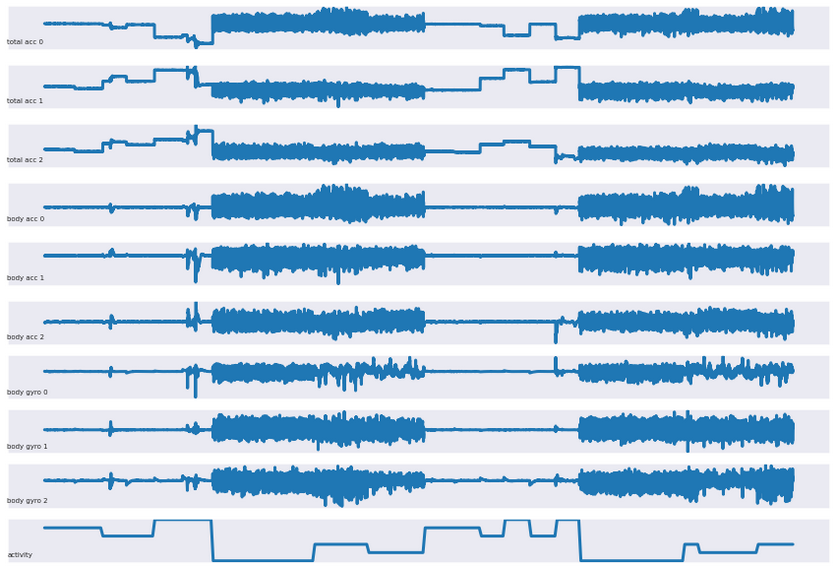 total acc 0
total acc 1
total acc 2
body acc 0
body acc 1
body acc 2
body gyro 0
body gyro 1
body gyro 2
activity